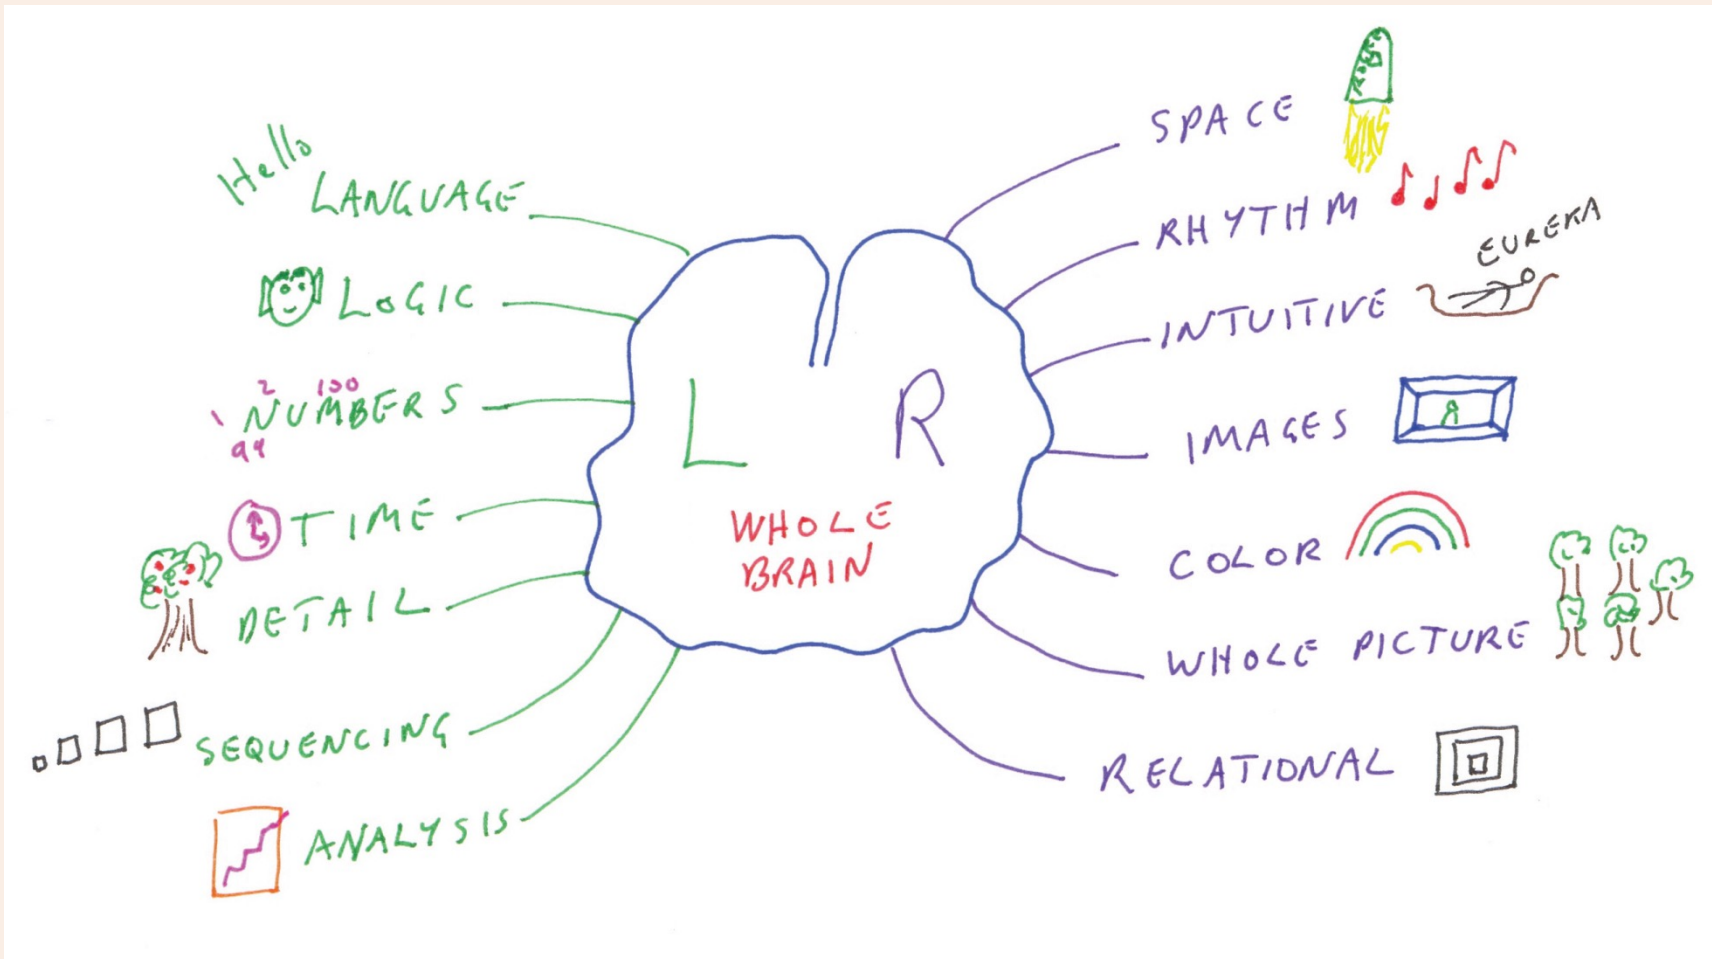 Hello
LANGUAGE
LOGIC
2 100
NUMBERS
99
TIME
DETAIL
SEQUENCING
ANALYSIS
L R
WHOLE
BRAIN
SPACE
RHYTHM
EUREKA
INTUITIVE
IMAGES
COLOR
WHOLE PICTURE
RELATIONAL